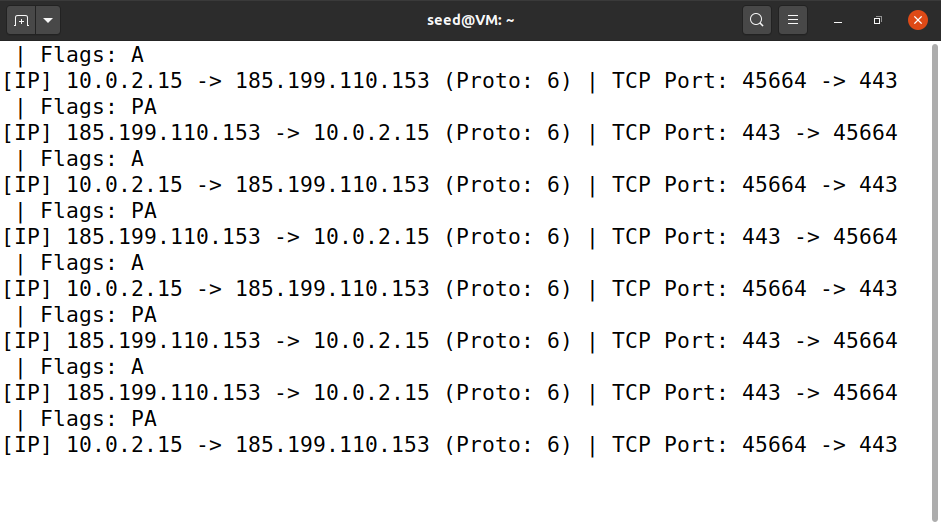 seed@VM: ~
| Flags: A
[IP] 10.0.2.15 -> 185.199.110.153 (Proto: 6) | TCP Port: 45664 -> 443
| Flags: PA
[IP] 185.199.110.153 -> 10.0.2.15 (Proto: 6) | TCP Port: 443 -> 45664
| Flags: A
[IP] 10.0.2.15 -> 185.199.110.153 (Proto: 6) | TCP Port: 45664 -> 443
| Flags: PA
[IP] 185.199.110.153 -> 10.0.2.15 (Proto: 6) | TCP Port: 443 -> 45664
| Flags: A
[IP] 10.0.2.15 -> 185.199.110.153 (Proto: 6) | TCP Port: 45664 -> 443
| Flags: PA
[IP] 185.199.110.153 -> 10.0.2.15 (Proto: 6) | TCP Port: 443 -> 45664
| Flags: A
[IP] 185.199.110.153 -> 10.0.2.15 (Proto: 6) | TCP Port: 443 -> 45664
| Flags: PA
[IP] 10.0.2.15 -> 185.199.110.153 (Proto: 6) | TCP Port: 45664 -> 443